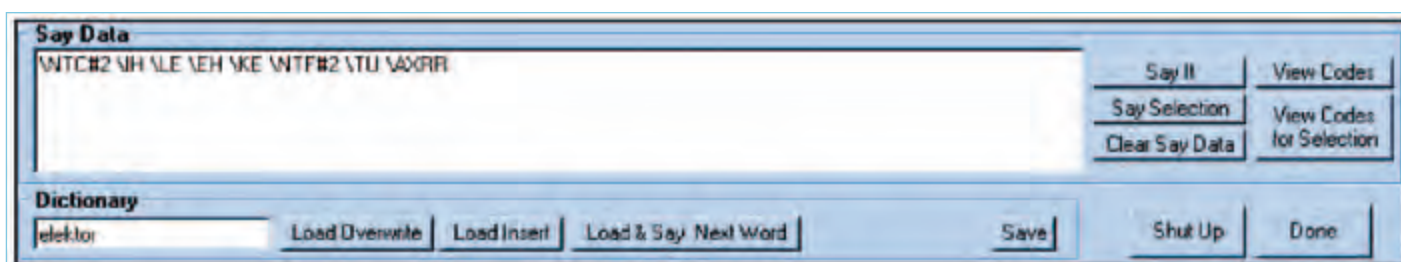 Say Data
\NTC#2 \IH \LE \EH \KE \NTF#2 \TU \AXRR
Say It
View Codes
Say Selection
View Codes
for Selection
Clear Say Data
Dictionary
elektor
Load Overwrite
Load Insert
Load & Say Next Word
Save
Shut Up
Done